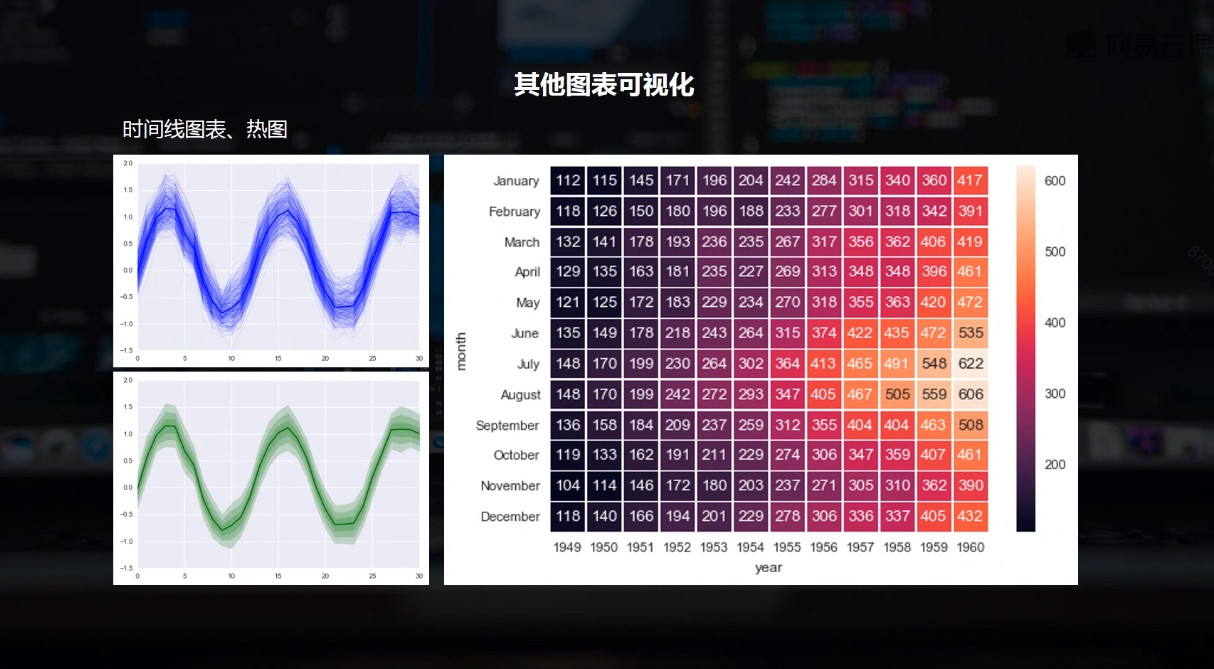 其他图表可视化
时间线图表、热图
2.0
1.5
1.0
0.5
0.0
−0.5
−1.0
−1.5
0 5 10 15 20 25 30
2.0
1.5
1.0
0.5
0.0
−0.5
−1.0
−1.5
0 5 10 15 20 25 30
month
January 112 115 145 171 196 204 242 284 315 340 360 417
February 118 126 150 180 196 188 233 277 301 318 342 391
March 132 141 178 193 236 235 267 317 356 362 406 419
April 129 135 163 181 235 227 269 313 348 348 396 461
May 121 125 172 183 229 234 270 318 355 363 420 472
June 135 149 178 218 243 264 315 374 422 435 472 535
July 148 170 199 230 264 302 364 413 465 491 548 622
August 148 170 199 242 272 293 347 405 467 505 559 606
September 136 158 184 209 237 259 312 355 404 404 463 508
October 119 133 162 191 211 229 274 306 347 359 407 461
November 104 114 146 172 180 203 237 271 305 310 362 390
December 118 140 166 194 201 229 278 306 336 337 405 432
1949 1950 1951 1952 1953 1954 1955 1956 1957 1958 1959 1960
year
600
500
400
300
200